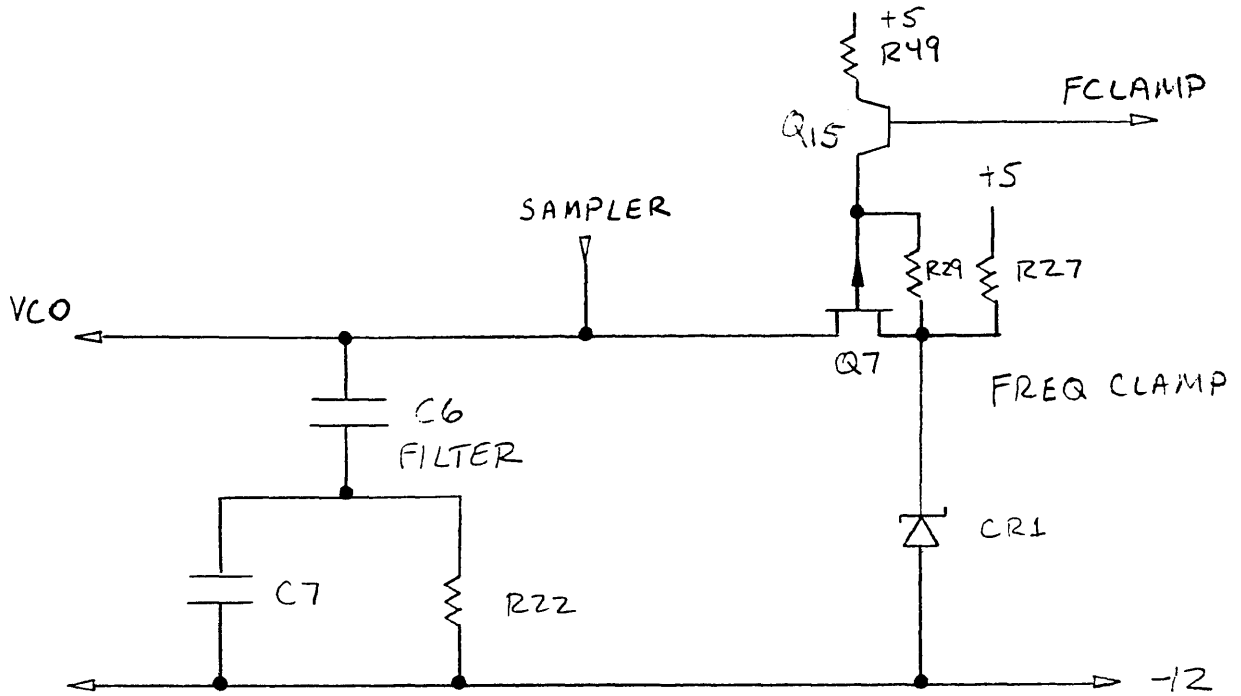 +5
R49
FCLAMP
Q15
+5
SAMPLER
R29
R27
VCO
Q7
FREQ CLAMP
C6
FILTER
CR1
C7
R22
-12